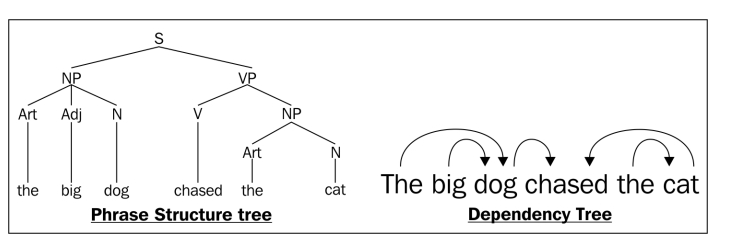 S
NP VP
Art Adj N V NP
Art N
the big dog chased the cat
Phrase Structure tree
The big dog chased the cat
Dependency Tree